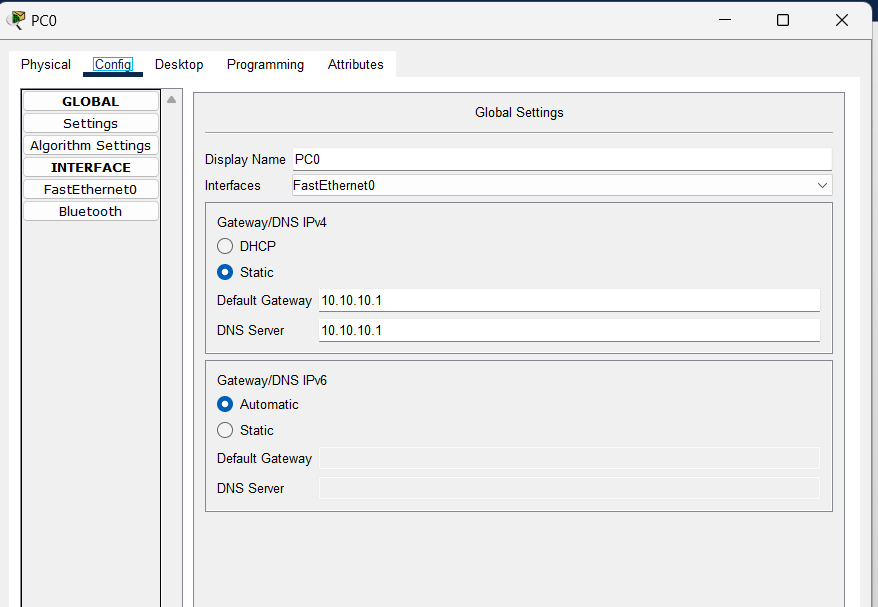 PC0
Physical Config Desktop Programming Attributes
GLOBAL
Settings
Algorithm Settings
INTERFACE
FastEthernet0
Bluetooth
Global Settings
Display Name PC0
Interfaces FastEthernet0
Gateway/DNS IPv4
DHCP
Static
Default Gateway 10.10.10.1
DNS Server 10.10.10.1
Gateway/DNS IPv6
Automatic
Static
Default Gateway
DNS Server